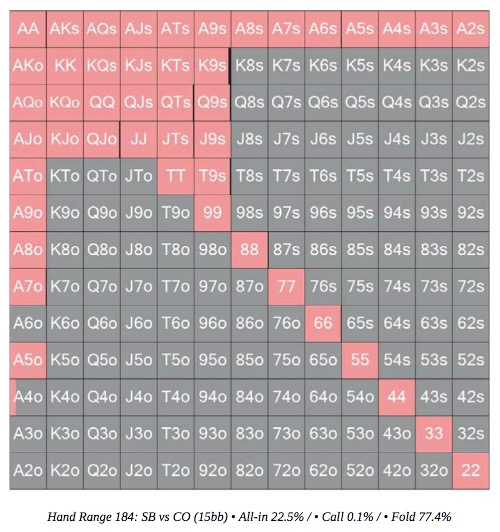 AA AKs AQs AJs ATs A9s A8s A7s A6s A5s A4s A3s A2s
AKo KK KQs KJs KTs K9s K8s K7s K6s K5s K4s K3s K2s
AQo KQo QQ QJs QTs Q9s Q8s Q7s Q6s Q5s Q4s Q3s Q2s
AJo KJo QJo JJ JTs J9s J8s J7s J6s J5s J4s J3s J2s
ATo KTo QTo JTo TT T9s T8s T7s T6s T5s T4s T3s T2s
A9o K9o Q9o J9o T9o 99 98s 97s 96s 95s 94s 93s 92s
A8o K8o Q8o J8o T8o 98o 88 87s 86s 85s 84s 83s 82s
A7o K7o Q7o J7o T7o 97o 87o 77 76s 75s 74s 73s 72s
A6o K6o Q6o J6o T6o 96o 86o 76o 66 65s 64s 63s 62s
A5o K5o Q5o J5o T5o 95o 85o 75o 65o 55 54s 53s 52s
A4o K4o Q4o J4o T4o 94o 84o 74o 64o 54o 44 43s 42s
A3o K3o Q3o J3o T3o 93o 83o 73o 63o 53o 43o 33 32s
A2o K2o Q2o J2o T2o 92o 82o 72o 62o 52o 42o 32o 22
Hand Range 184: SB vs CO (15bb) • All-in 22.5% / • Call 0.1% / • Fold 77.4%